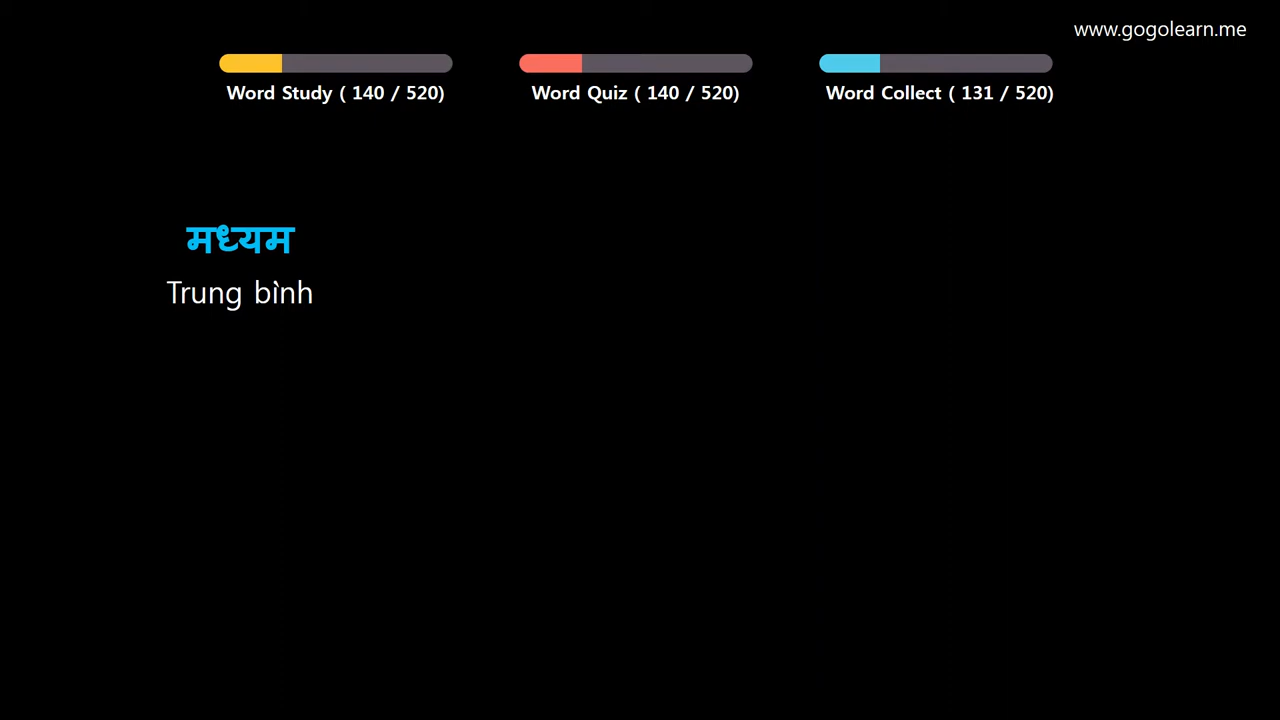 www.gogolearn.me
Word Study ( 140 / 520)
Word Quiz ( 140 / 520)
Word Collect ( 131 / 520)
मध्यम
Trung bình